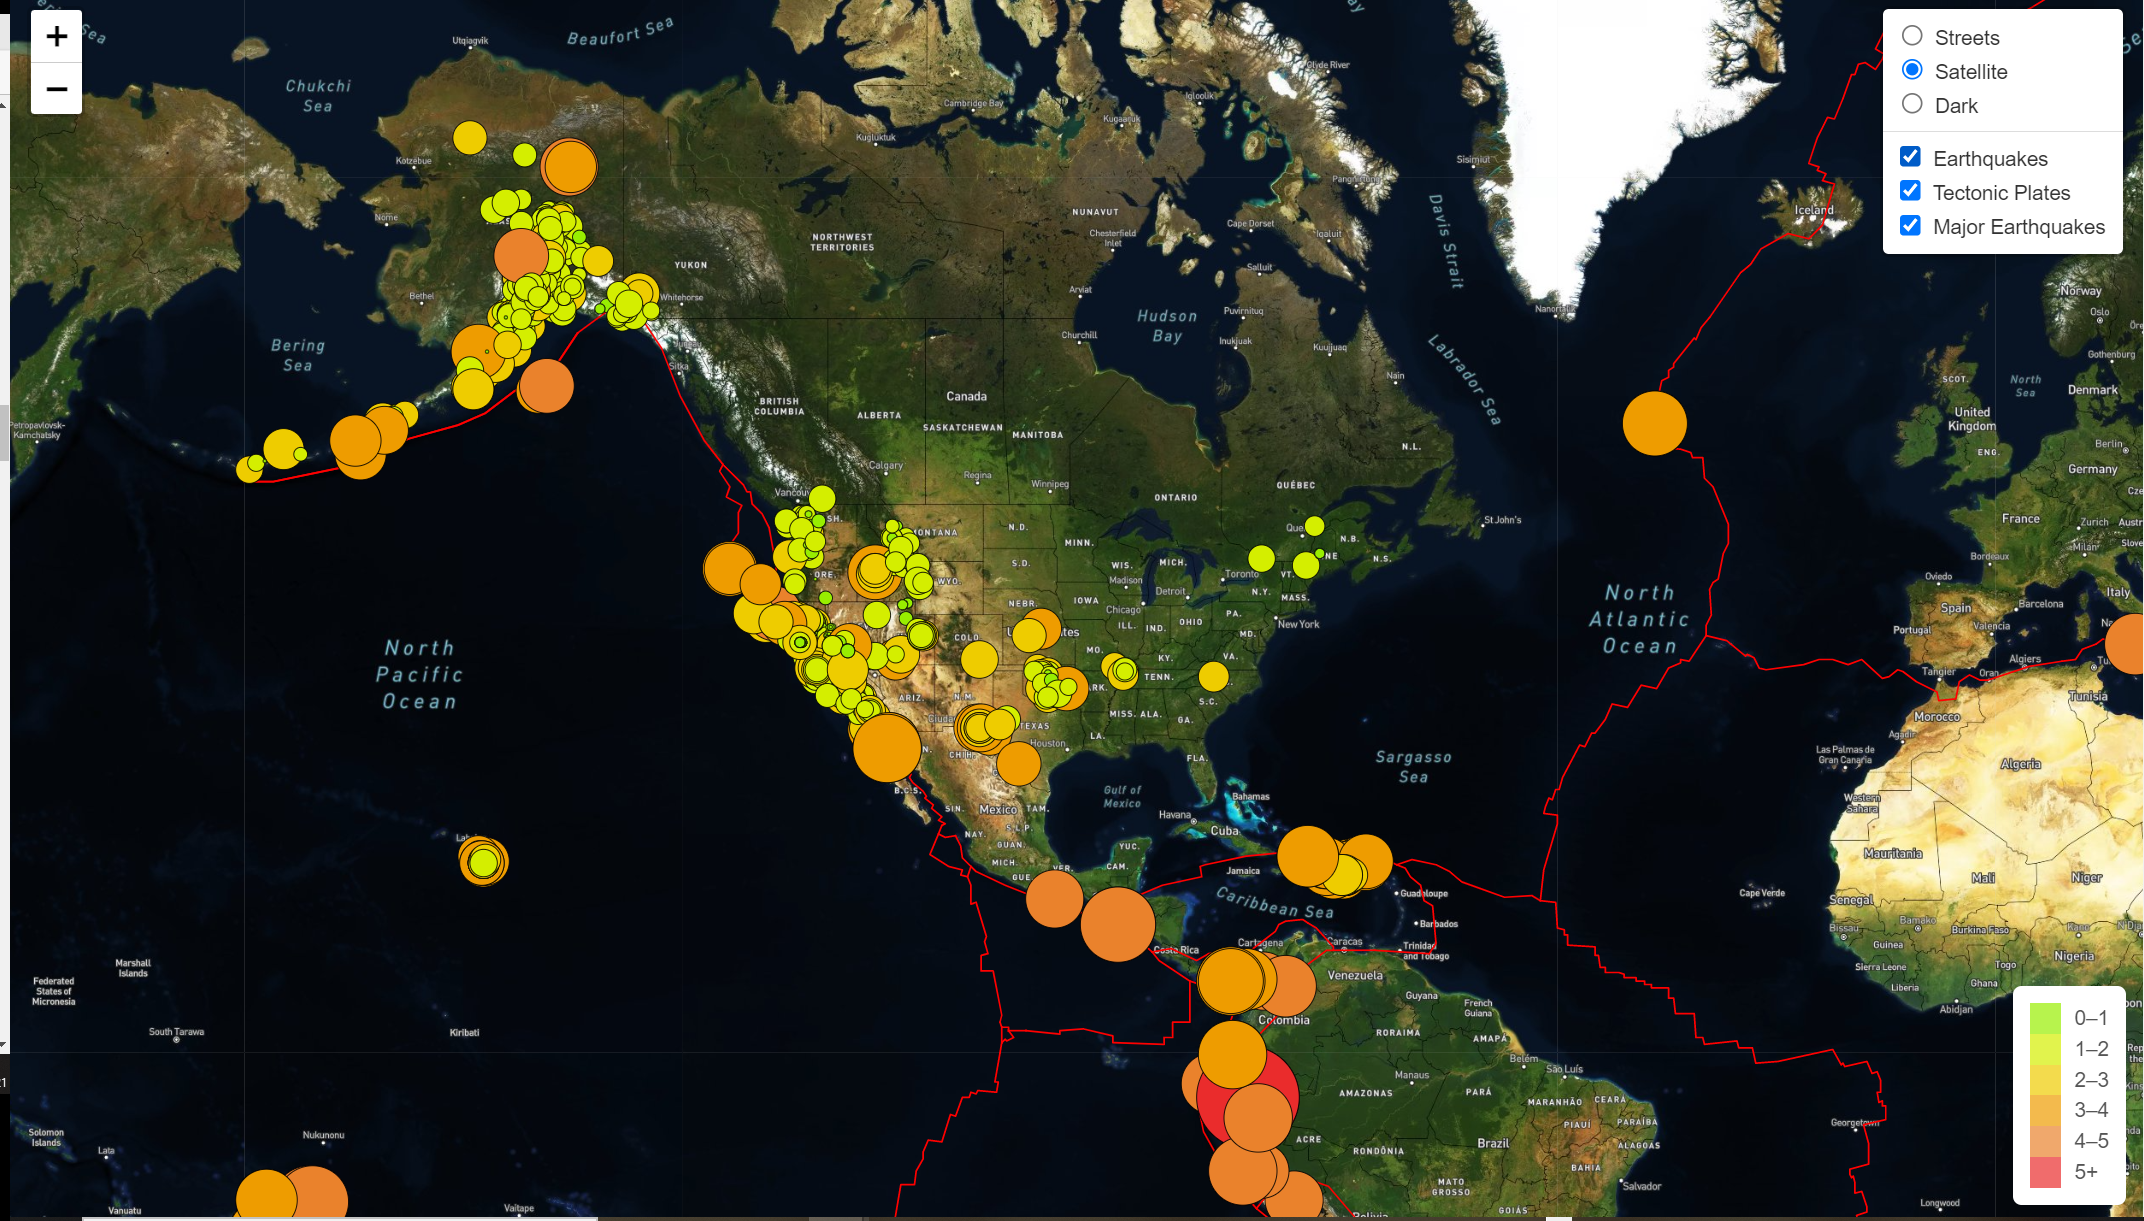 +
−
Streets
Satellite
Dark
Earthquakes
Tectonic Plates
Major Earthquakes
Sea
Utqiagvik
Beaufort Sea
Chukchi
Sea
Cambridge Bay
Kugluktuk
Kugaaruk
Igloolik
Clyde River
Pangnirtung
Sisimiut
Kotzebue
Nome
NUNAVUT
Cape Dorset
Iqaluit
Davis Strait
Iceland
NORTHWEST
TERRITORIES
Chesterfield
Inlet
YUKON
Salluit
Bethel
Whitehorse
Arviat
Puvirnituq
Nanortalik
Norway
Oslo
Hudson
Bay
Bering
Sea
Churchill
Inukjuak
Kuujjuaq
Labrador Sea
Gothenburg
Sitka
Nain
SCOT.
North
Sea
Denmark
BRITISH
COLUMBIA
ALBERTA
Canada
SASKATCHEWAN
MANITOBA
United
Kingdom
Petropavlovsk-
Kamchatsky
N.L.
ENG.
Berlin
Germany
Calgary
Regina
Winnipeg
QUÉBEC
ONTARIO
St John's
France
Zurich
MONTANA
N.D.
MINN.
N.B.
N.S.
Milan
Bordeaux
ORE.
WYO.
S.D.
WIS.
MICH.
Madison
Toronto
VT.
Oviedo
Italy
NEBR.
IOWA
Detroit
Chicago
N.Y.
MASS.
Spain
Barcelona
North
Atlantic
Ocean
PA.
ILL.
IND.
OHIO
New York
MD.
Portugal
Valencia
COLO.
North
Pacific
Ocean
MO.
KY.
VA.
TENN.
Algiers
Tangier
Oran
Tunisia
ARIZ.
N.M.
S.C.
MISS.
ALA.
GA.
Morocco
TEXAS
LA.
Houston
Agadir
CHIH.
FLA.
Sargasso
Sea
Las Palmas de
Gran Canaria
Algeria
B.C.S.
Gulf of
Mexico
Bahamas
Western
Sahara
SIN.
Mexico
TAM.
Havana
Cuba
NAY.
S.L.P.
GUAN.
YUC.
MICH.
CAM.
VER.
GUE.
Jamaica
Mauritania
Mali
Niger
Guadeloupe
Cape Verde
Senegal
Caribbean Sea
Barbados
Bamako
Bissau
Burkina Faso
Kano
Costa Rica
Cartagena
Caracas
Trinidad
and Tobago
Guinea
Nigeria
Marshall
Islands
Venezuela
Sierra Leone
Togo
Ghana
Liberia
Federated
States of
Micronesia
Guyana
French
Guiana
Abidjan
South Tarawa
Kiribati
Colombia
RORAIMA
AMAPÁ
Belém
São Luís
Manaus
AMAZONAS
PARÁ
MARANHÃO
CEARÁ
PIAUÍ
PARAÍBA
ALAGOAS
Georgetown
Solomon
Islands
Nukunonu
Lata
ACRE
RONDÔNIA
Brazil
BAHIA
MATO
GROSSO
Salvador
Vanuatu
Vaitape
Bolivia
GOIÁS
Longwood
0–1
1–2
2–3
3–4
4–5
5+